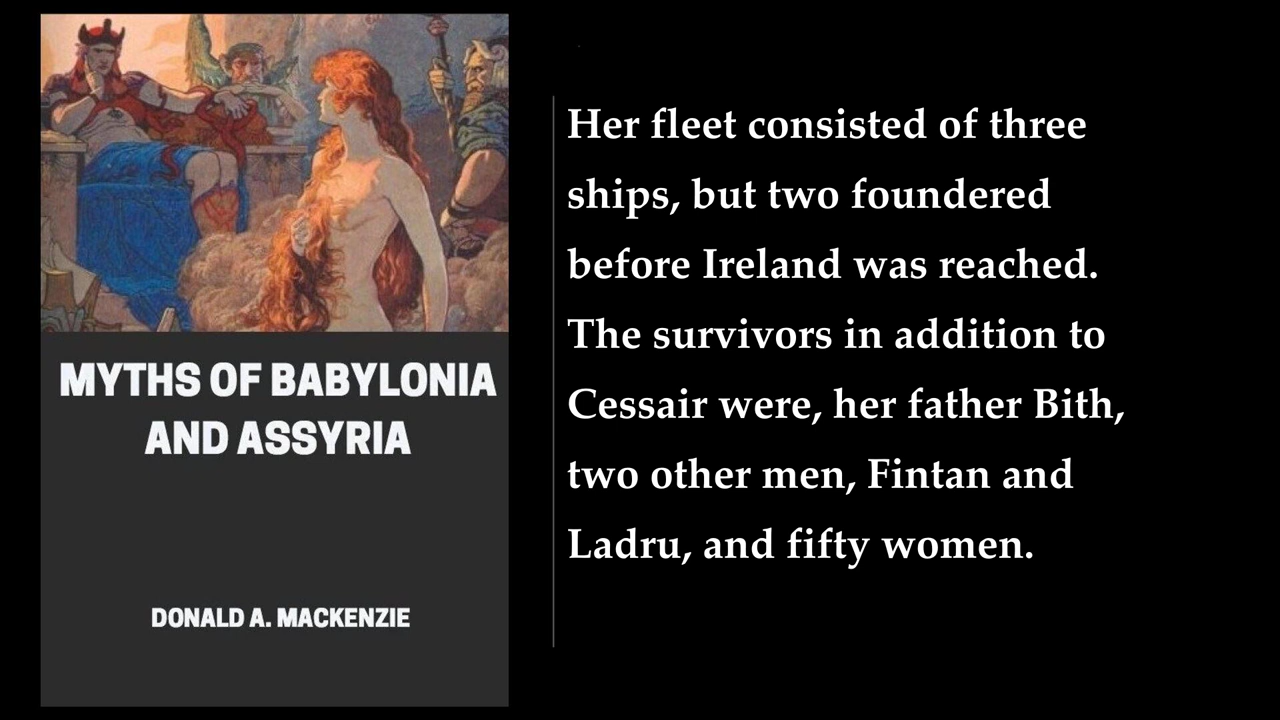 MYTHS OF BABYLONIA
AND ASSYRIA
DONALD A. MACKENZIE
Her fleet consisted of three
ships, but two foundered
before Ireland was reached.
The survivors in addition to
Cessair were, her father Bith,
two other men, Fintan and
Ladru, and fifty women.